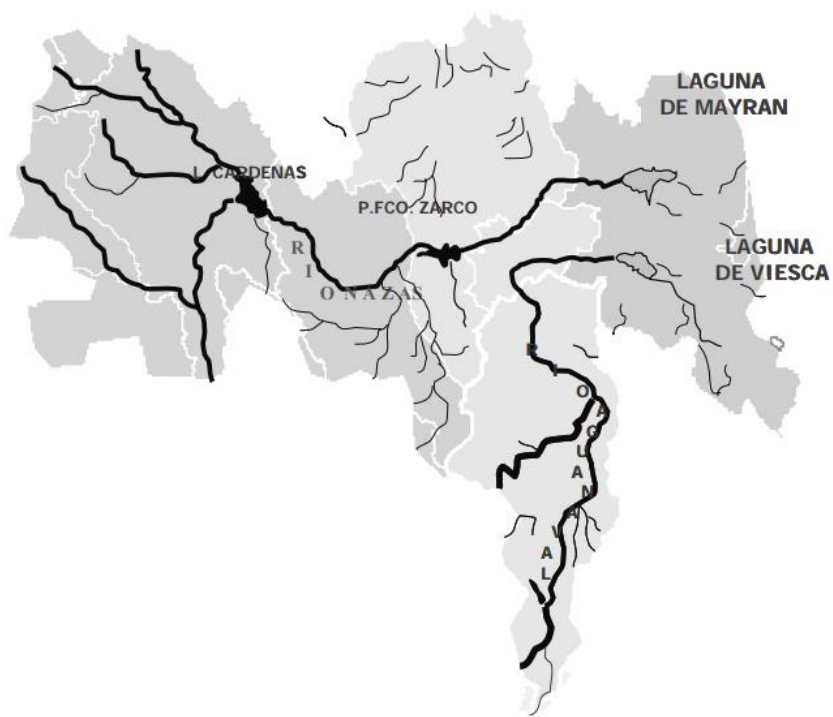 LAGUNA
DE MAYRAN
L. CARDENAS
P.FCO. ZARCO
LAGUNA
DE VIESCA
RIO NAZAS
RIO AGUANAVAL